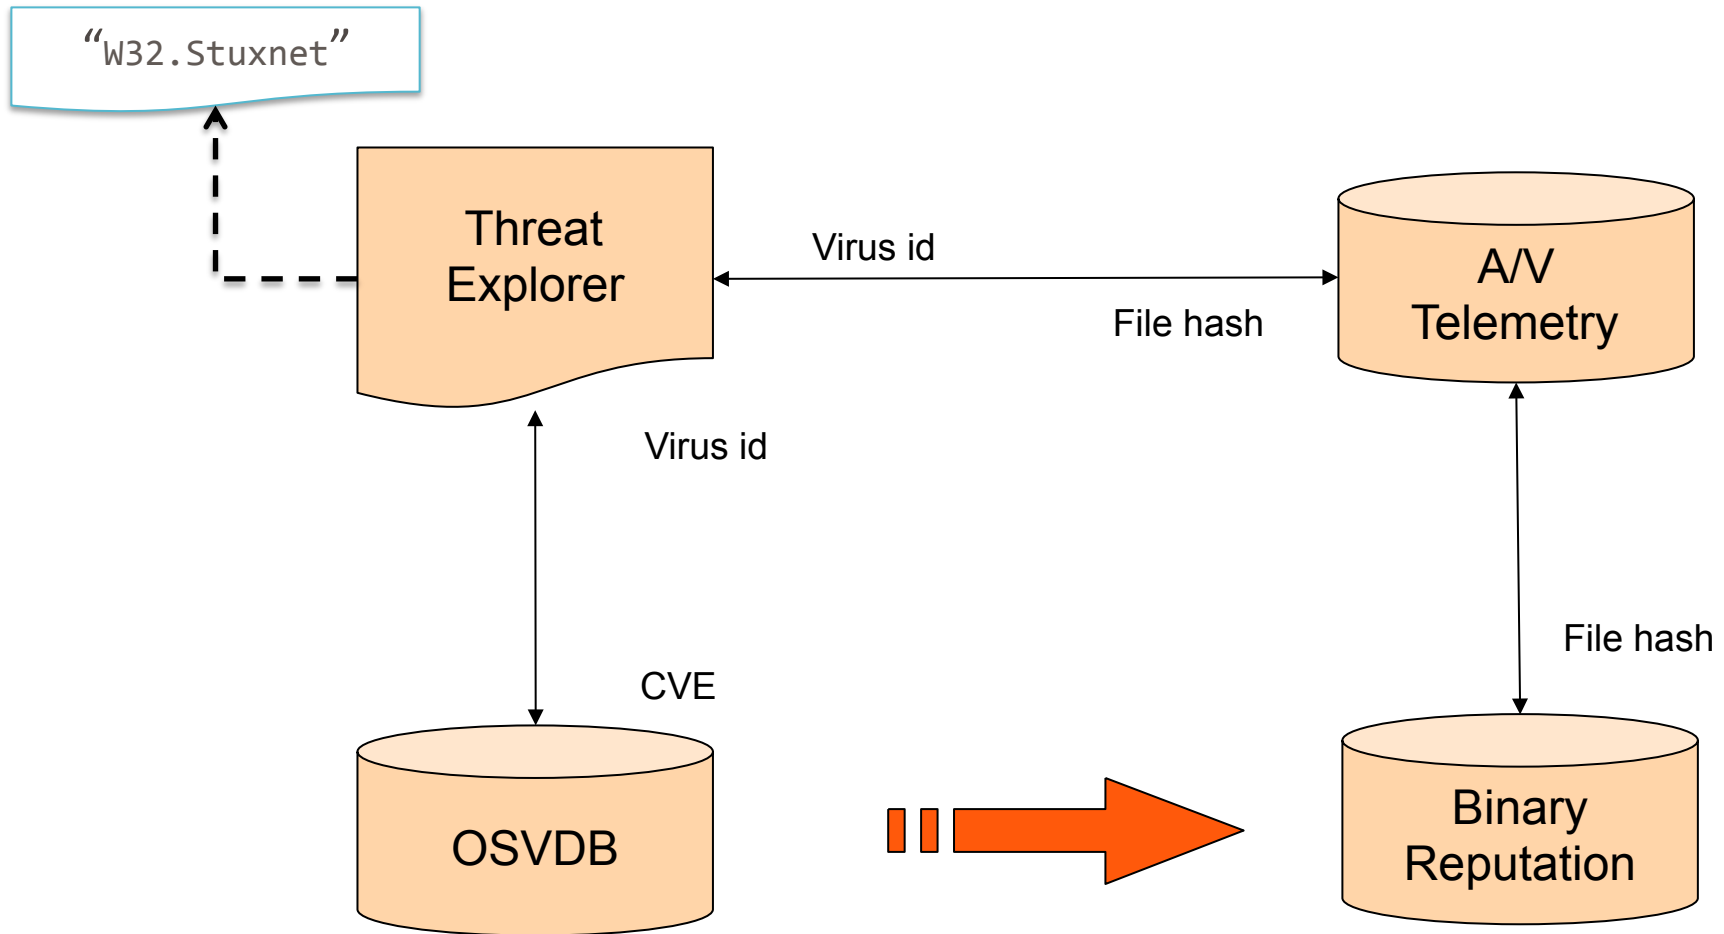 “W32.Stuxnet”
Threat
Explorer
Virus id
File hash
A/V
Telemetry
Virus id
CVE
File hash
OSVDB
Binary
Reputation